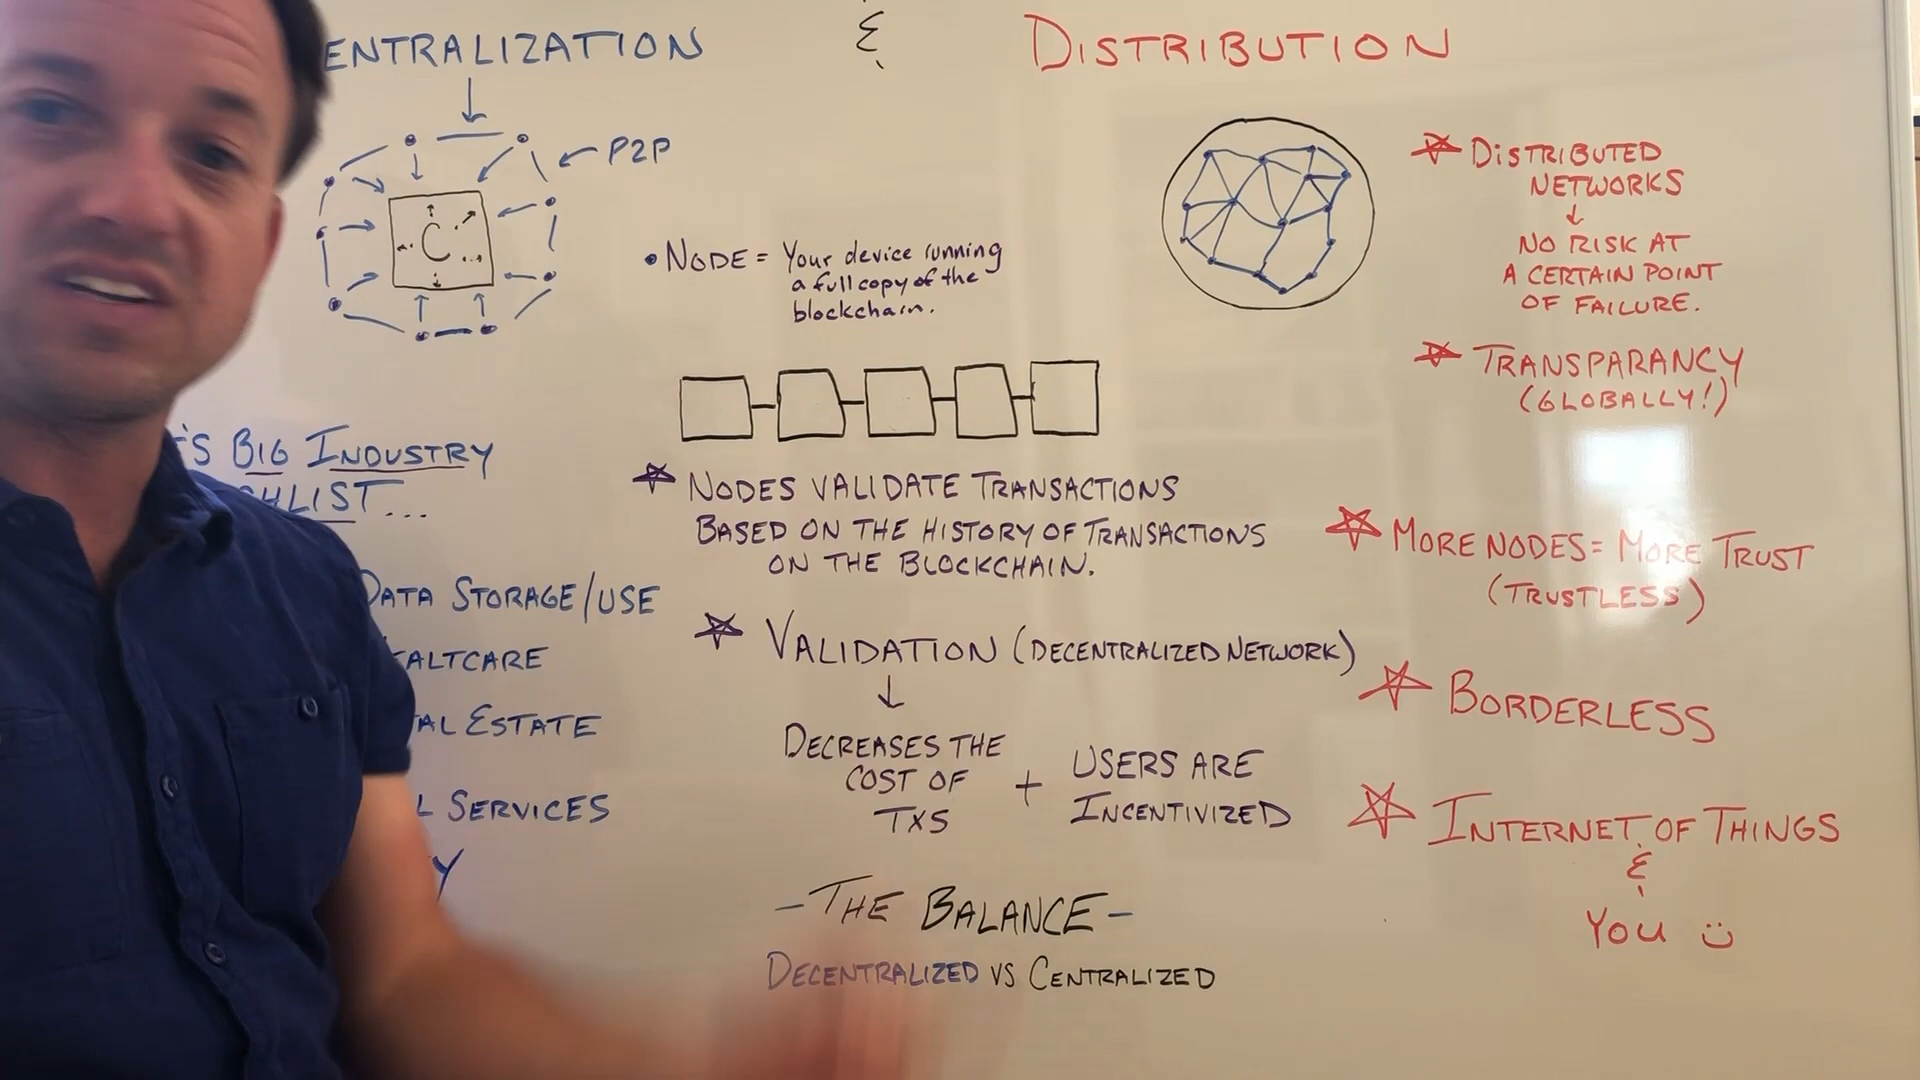 ENTRALIZATION
&
DISTRIBUTION
P2P
C
• NODE = Your device running
a full copy of the
blockchain.
'S BIG INDUSTRY
HLIST...
DATA STORAGE/USE
ALTCARE
AL ESTATE
L SERVICES
Y
NODES VALIDATE TRANSACTIONS
BASED ON THE HISTORY OF TRANSACTIONS
ON THE BLOCKCHAIN.
VALIDATION (DECENTRALIZED NETWORK)
DECREASES THE
COST OF
TXS
+
USERS ARE
INCENTIVIZED
- THE BALANCE -
DECENTRALIZED VS CENTRALIZED
DISTRIBUTED
NETWORKS
NO RISK AT
A CERTAIN POINT
OF FAILURE.
TRANSPARANCY
(GLOBALLY!)
MORE NODES = MORE TRUST
(TRUSTLESS)
BORDERLESS
INTERNET OF THINGS
&
YOU :)